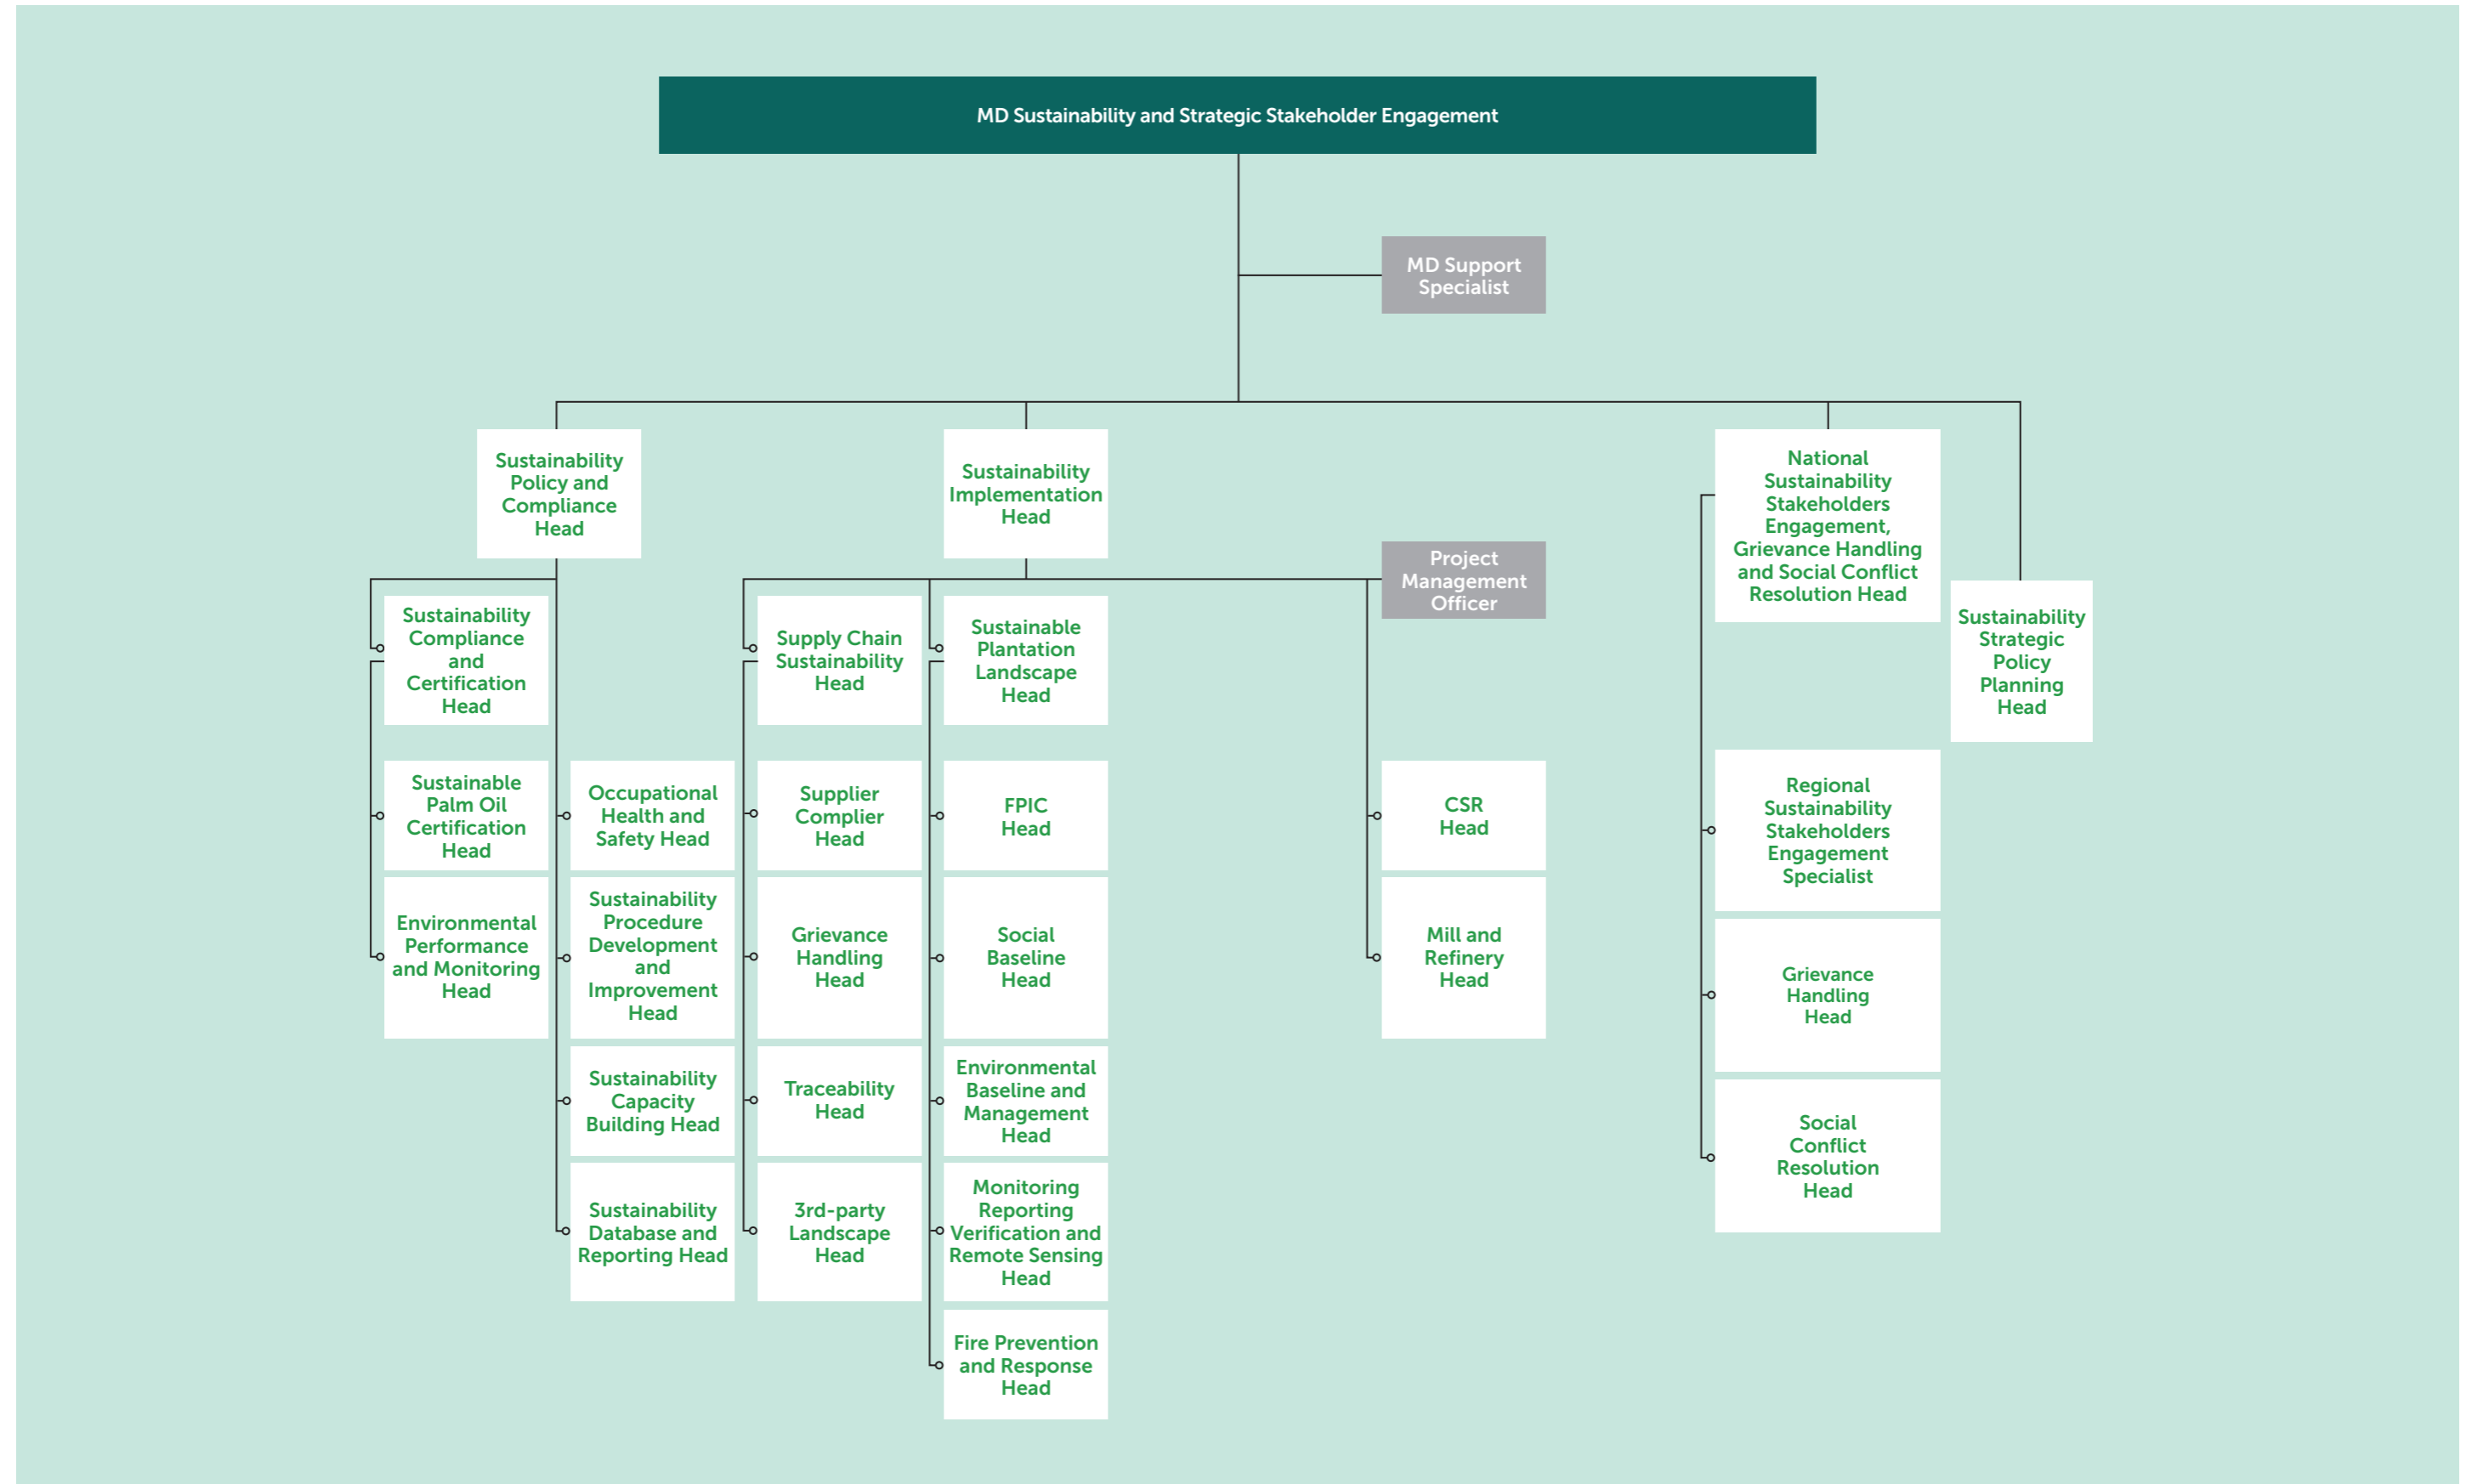 MD Sustainability and Strategic Stakeholder Engagement
MD Support
Specialist
Sustainability
Policy and
Compliance
Head
Sustainability
Implementation
Head
National
Sustainability
Stakeholders
Engagement,
Grievance Handling
and Social Conflict
Resolution Head
Project
Management
Officer
Sustainability
Strategic
Policy
Planning
Head
Sustainability
Compliance
and
Certification
Head
Supply Chain
Sustainability
Head
Sustainable
Plantation
Landscape
Head
Sustainable
Palm Oil
Certification
Head
Occupational
Health and
Safety Head
Supplier
Complier
Head
FPIC
Head
CSR
Head
Regional
Sustainability
Stakeholders
Engagement
Specialist
Environmental
Performance
and Monitoring
Head
Sustainability
Procedure
Development
and
Improvement
Head
Grievance
Handling
Head
Social
Baseline
Head
Mill and
Refinery
Head
Grievance
Handling
Head
Sustainability
Capacity
Building Head
Traceability
Head
Environmental
Baseline and
Management
Head
Social
Conflict
Resolution
Head
Sustainability
Database and
Reporting Head
3rd-party
Landscape
Head
Monitoring
Reporting
Verification and
Remote Sensing
Head
Fire Prevention
and Response
Head